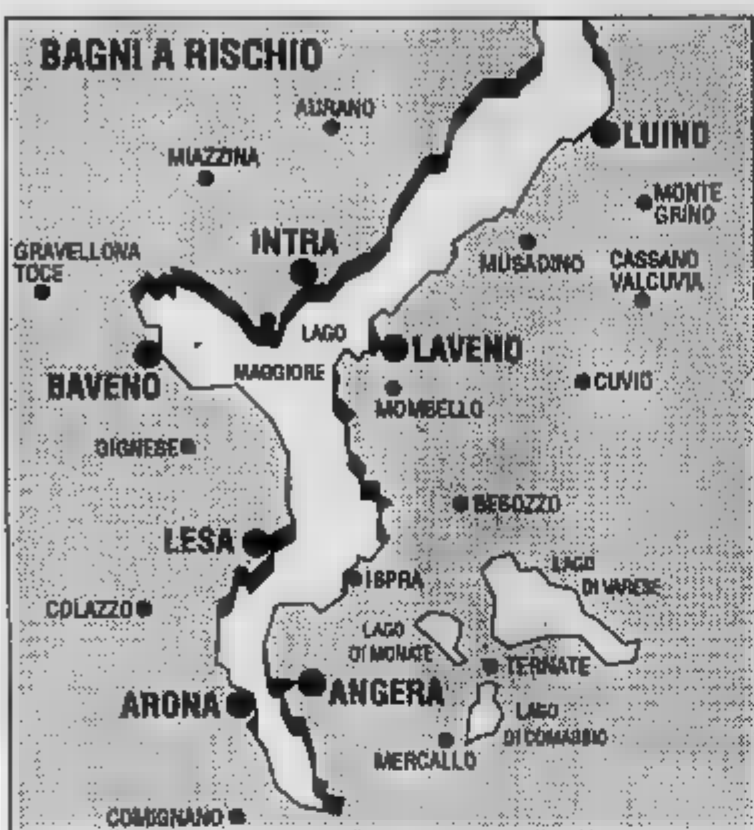 BAGNI A RISCHIO
AURANO
LUINO
MIAZZINA
MONTE
GRINO
INTRA
GRAVELLONA
TOCE
MUSADINO
CASSANO
VALCUVIA
LAGO
MAGGIORE
LAVENO
BAVENO
CUVIO
MOMBELLO
GIGNESE
BESOZZO
LESA
ISPRA
LAGO
DI VARESE
COLAZZO
LAGO
DI MONATE
TERNATE
ANGERA
ARONA
LAGO
DI COMABBIO
MERCALLO
COMIGNANO